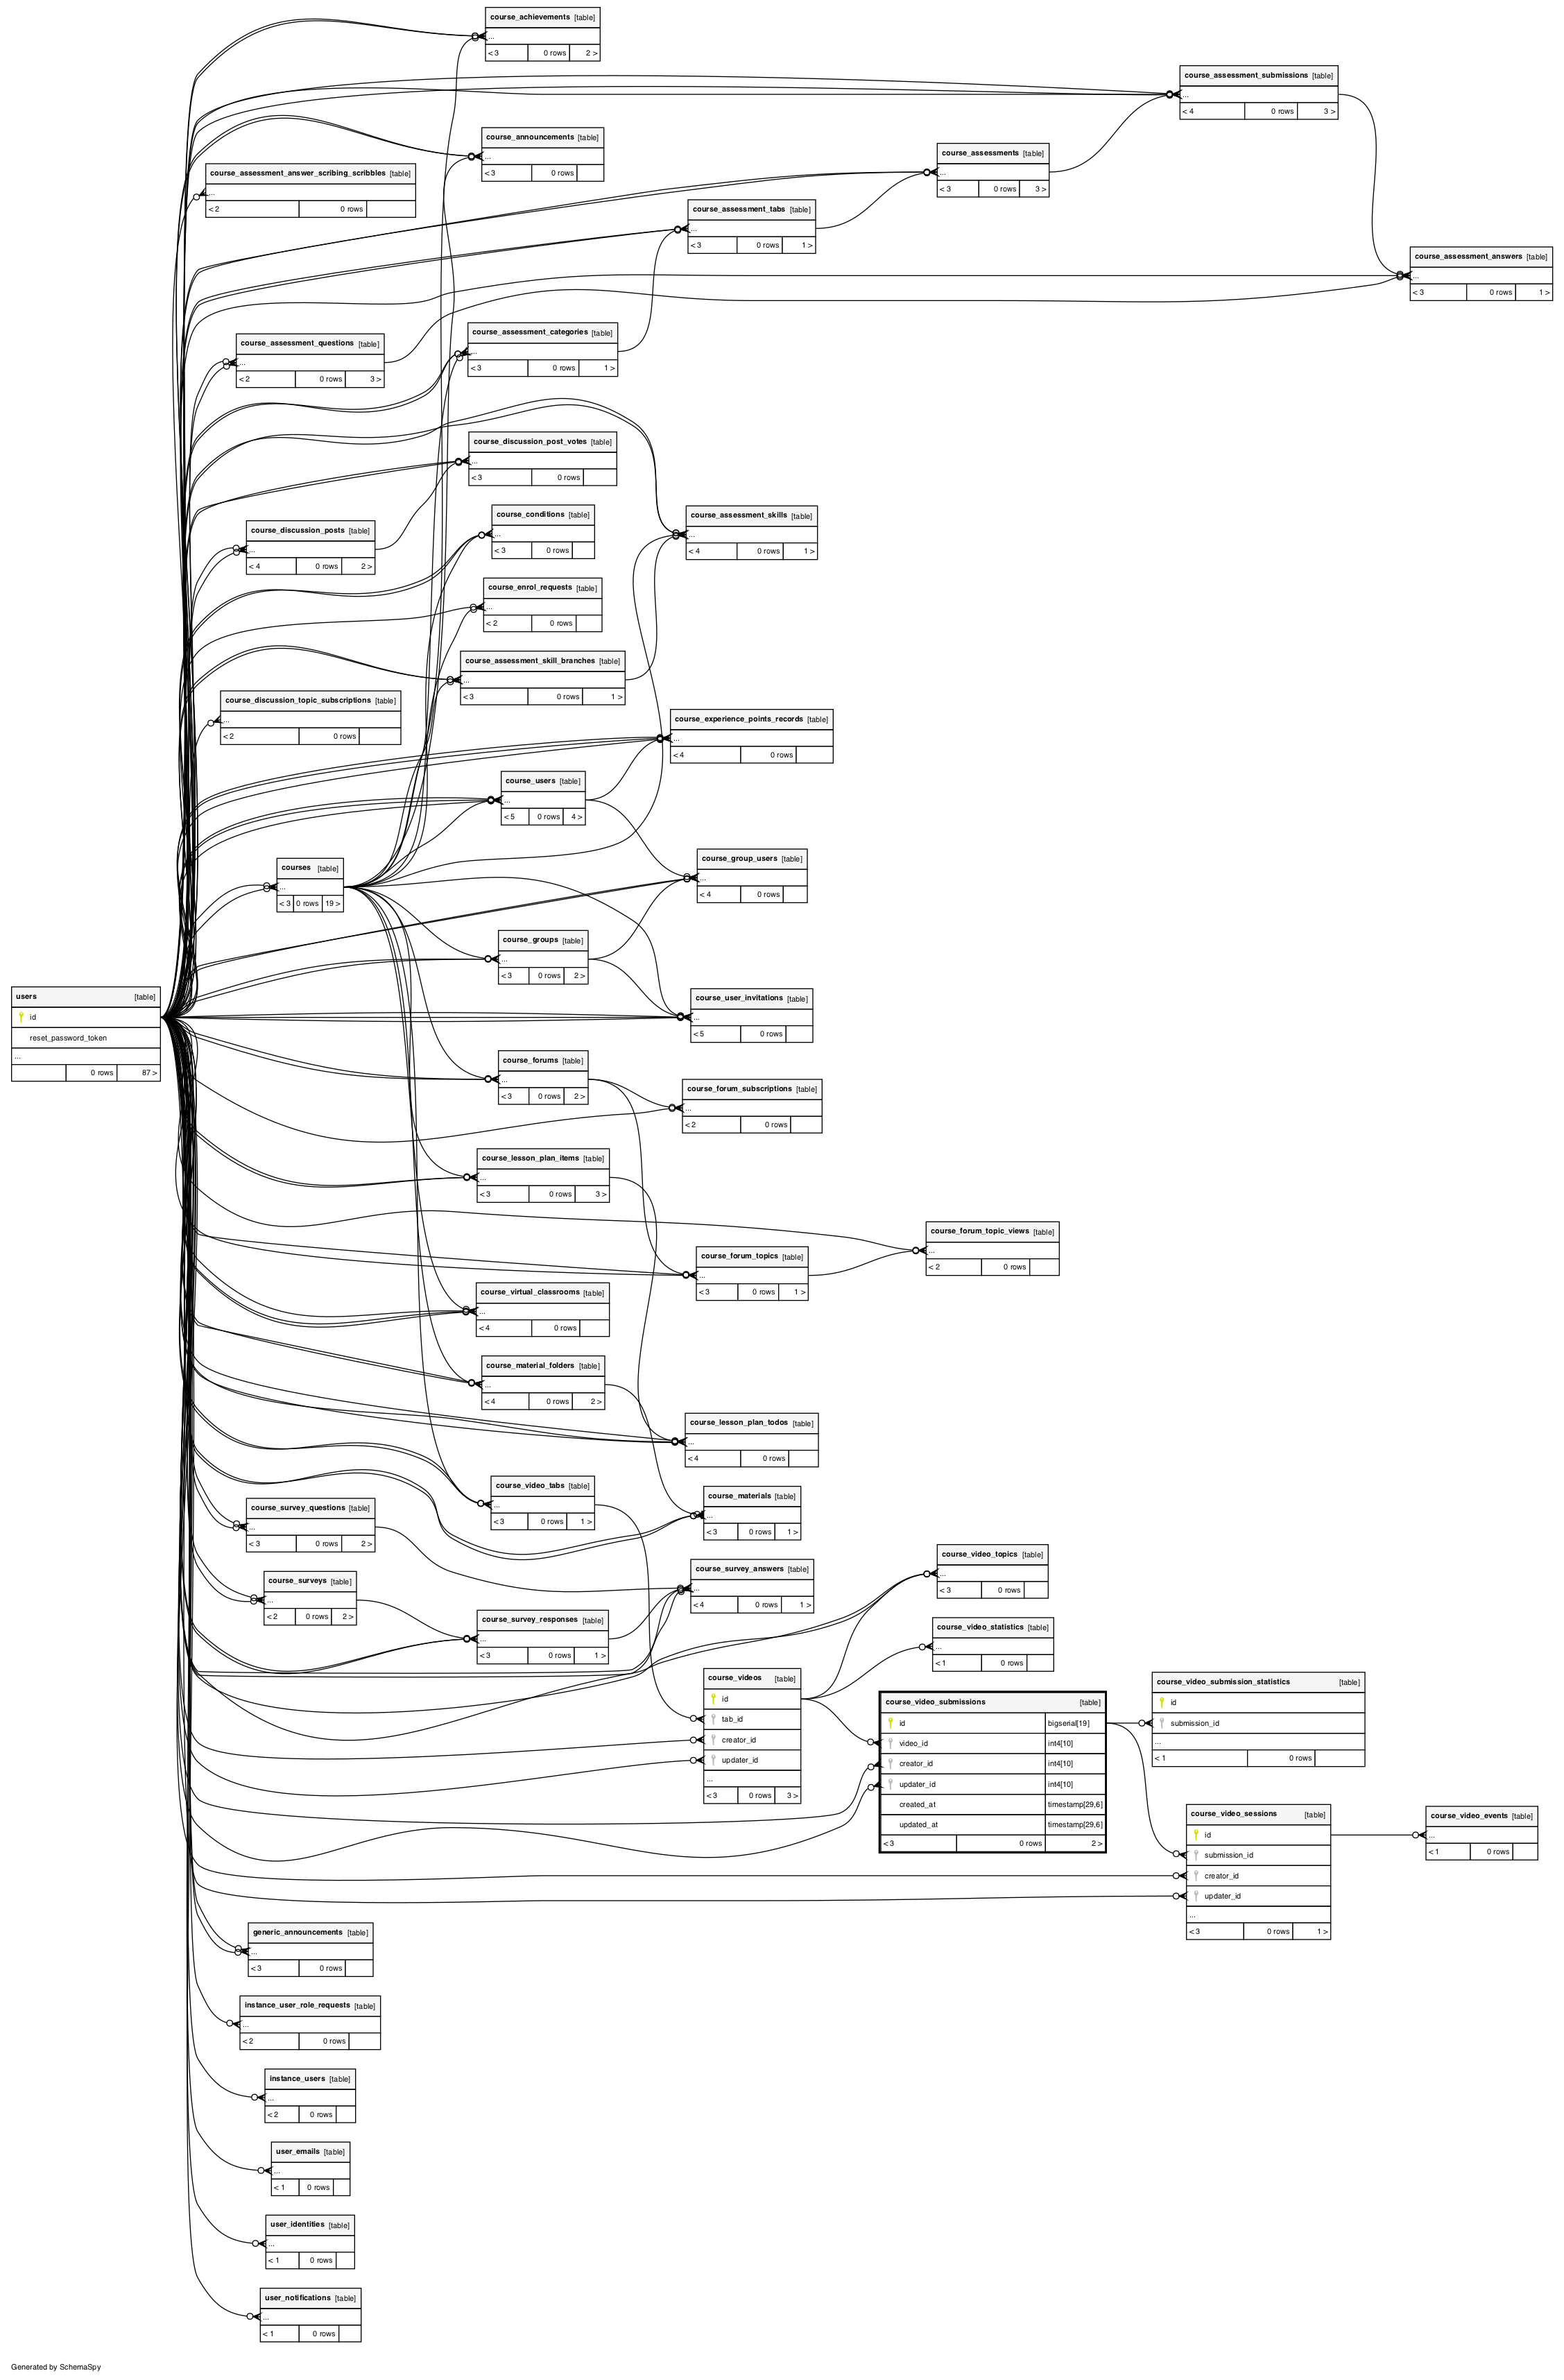 course_achievements [table]
...
< 3 0 rows 2 >
course_assessment_submissions [table]
...
< 4 0 rows 3 >
course_announcements [table]
...
< 3 0 rows
course_assessments [table]
...
< 3 0 rows 3 >
course_assessment_answer_scribing_scribbles [table]
...
< 2 0 rows
course_assessment_tabs [table]
...
< 3 0 rows 1 >
course_assessment_answers [table]
...
< 3 0 rows 1 >
course_assessment_categories [table]
...
< 3 0 rows 1 >
course_assessment_questions [table]
...
< 2 0 rows 3 >
course_discussion_post_votes [table]
...
< 3 0 rows
course_conditions [table]
...
< 3 0 rows
course_assessment_skills [table]
...
< 4 0 rows 1 >
course_discussion_posts [table]
...
< 4 0 rows 2 >
course_enrol_requests [table]
...
< 2 0 rows
course_assessment_skill_branches [table]
...
< 3 0 rows 1 >
course_discussion_topic_subscriptions [table]
...
< 2 0 rows
course_experience_points_records [table]
...
< 4 0 rows
course_users [table]
...
< 5 0 rows 4 >
course_group_users [table]
...
< 4 0 rows
courses [table]
...
< 3 0 rows 19 >
course_groups [table]
...
< 3 0 rows 2 >
users [table]
id
reset_password_token
...
0 rows 87 >
course_user_invitations [table]
...
< 5 0 rows
course_forums [table]
...
< 3 0 rows 2 >
course_forum_subscriptions [table]
...
< 2 0 rows
course_lesson_plan_items [table]
...
< 3 0 rows 3 >
course_forum_topic_views [table]
...
< 2 0 rows
course_forum_topics [table]
...
< 3 0 rows 1 >
course_virtual_classrooms [table]
...
< 4 0 rows
course_material_folders [table]
...
< 4 0 rows 2 >
course_lesson_plan_todos [table]
...
< 4 0 rows
course_video_tabs [table]
...
< 3 0 rows 1 >
course_materials [table]
...
< 3 0 rows 1 >
course_survey_questions [table]
...
< 3 0 rows 2 >
course_video_topics [table]
...
< 3 0 rows
course_survey_answers [table]
...
< 4 0 rows 1 >
course_surveys [table]
...
< 2 0 rows 2 >
course_survey_responses [table]
...
< 3 0 rows 1 >
course_video_statistics [table]
...
< 1 0 rows
course_videos [table]
id
tab_id
creator_id
updater_id
...
< 3 0 rows 3 >
course_video_submissions [table]
id bigserial[19]
video_id int4[10]
creator_id int4[10]
updater_id int4[10]
created_at timestamp[29,6]
updated_at timestamp[29,6]
< 3 0 rows 2 >
course_video_submission_statistics [table]
id
submission_id
...
< 1 0 rows
course_video_sessions [table]
id
submission_id
creator_id
updater_id
...
< 3 0 rows 1 >
course_video_events [table]
...
< 1 0 rows
generic_announcements [table]
...
< 3 0 rows
instance_user_role_requests [table]
...
< 2 0 rows
instance_users [table]
...
< 2 0 rows
user_emails [table]
...
< 1 0 rows
user_identities [table]
...
< 1 0 rows
user_notifications [table]
...
< 1 0 rows
Generated by SchemaSpy